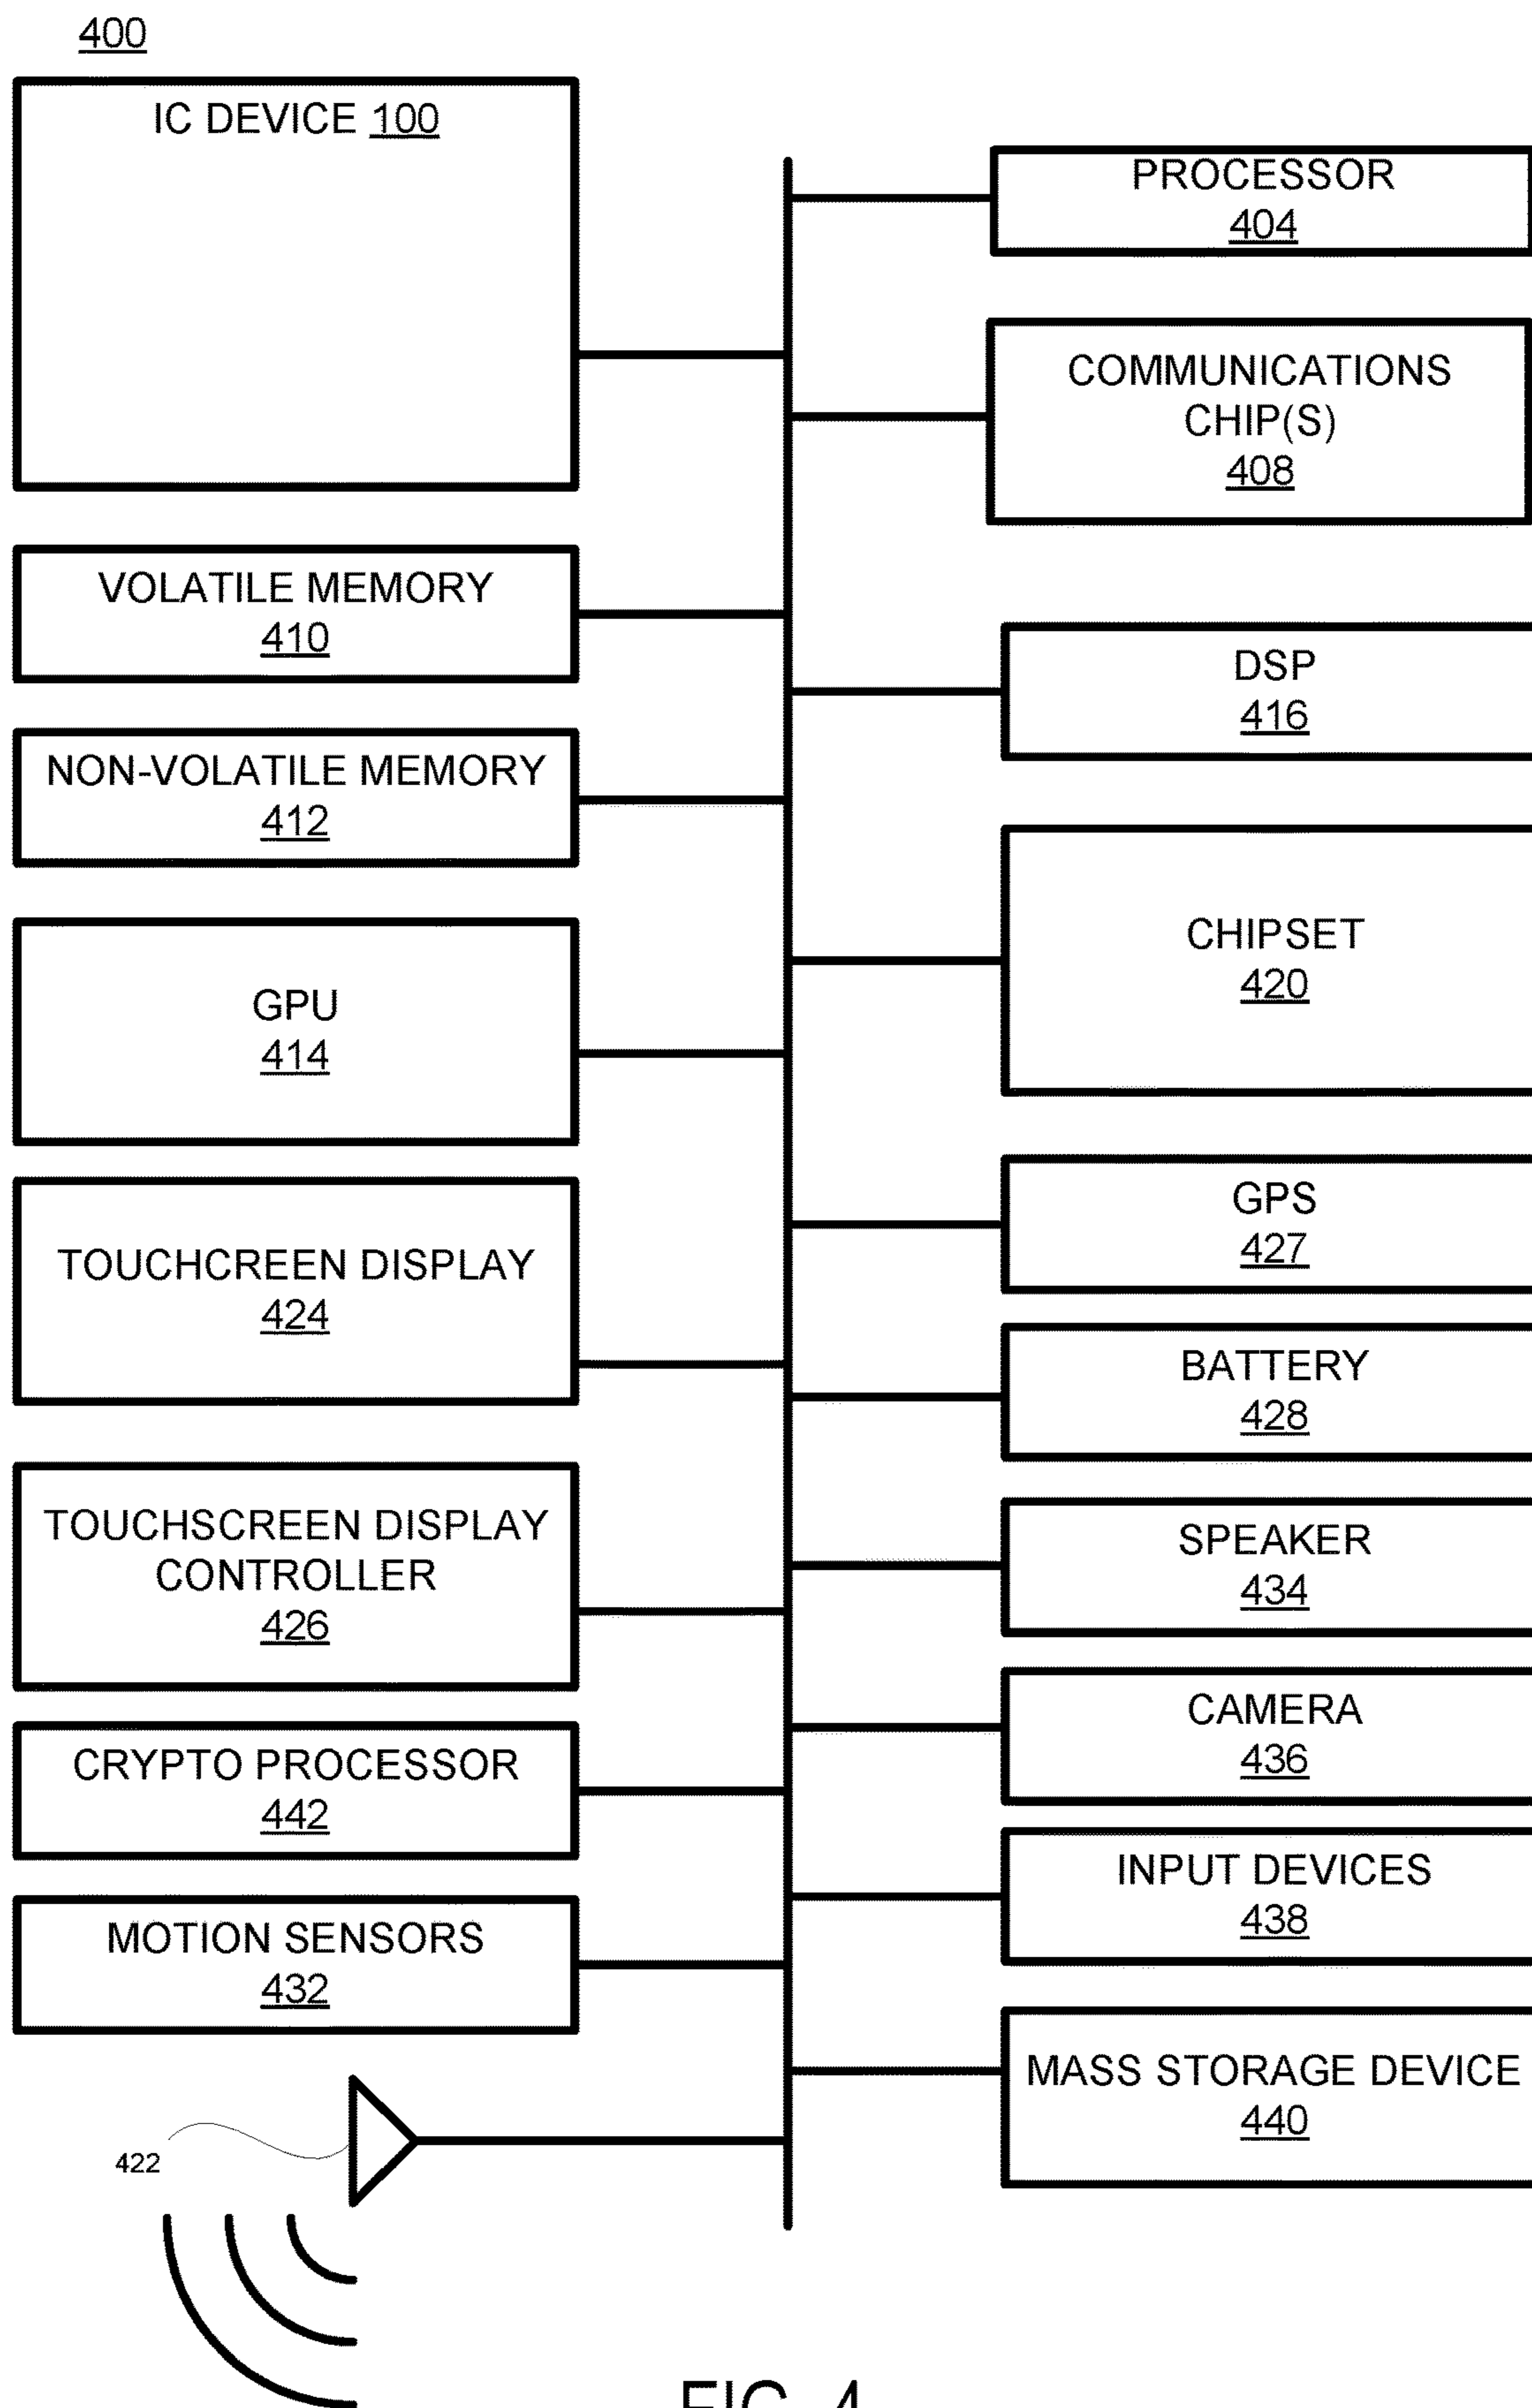 400
IC DEVICE 100
VOLATILE MEMORY
410
NON-VOLATILE MEMORY
412
GPU
414
TOUCHCREEN DISPLAY
424
TOUCHSCREEN DISPLAY
CONTROLLER
426
CRYPTO PROCESSOR
442
MOTION SENSORS
432
422
PROCESSOR
404
COMMUNICATIONS
CHIP(S)
408
DSP
416
CHIPSET
420
GPS
427
BATTERY
428
SPEAKER
434
CAMERA
436
INPUT DEVICES
438
MASS STORAGE DEVICE
440
FIG. 4